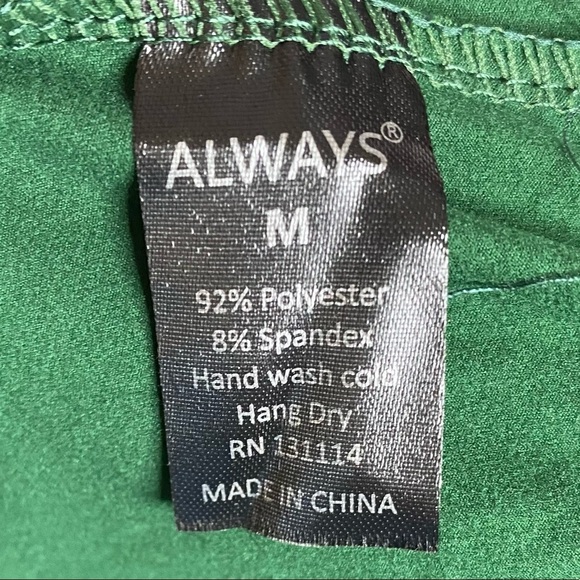 ALWAYS®
M
92% Polyester
8% Spandex
Hand wash cold
Hang Dry
RN 131114
MADE IN CHINA